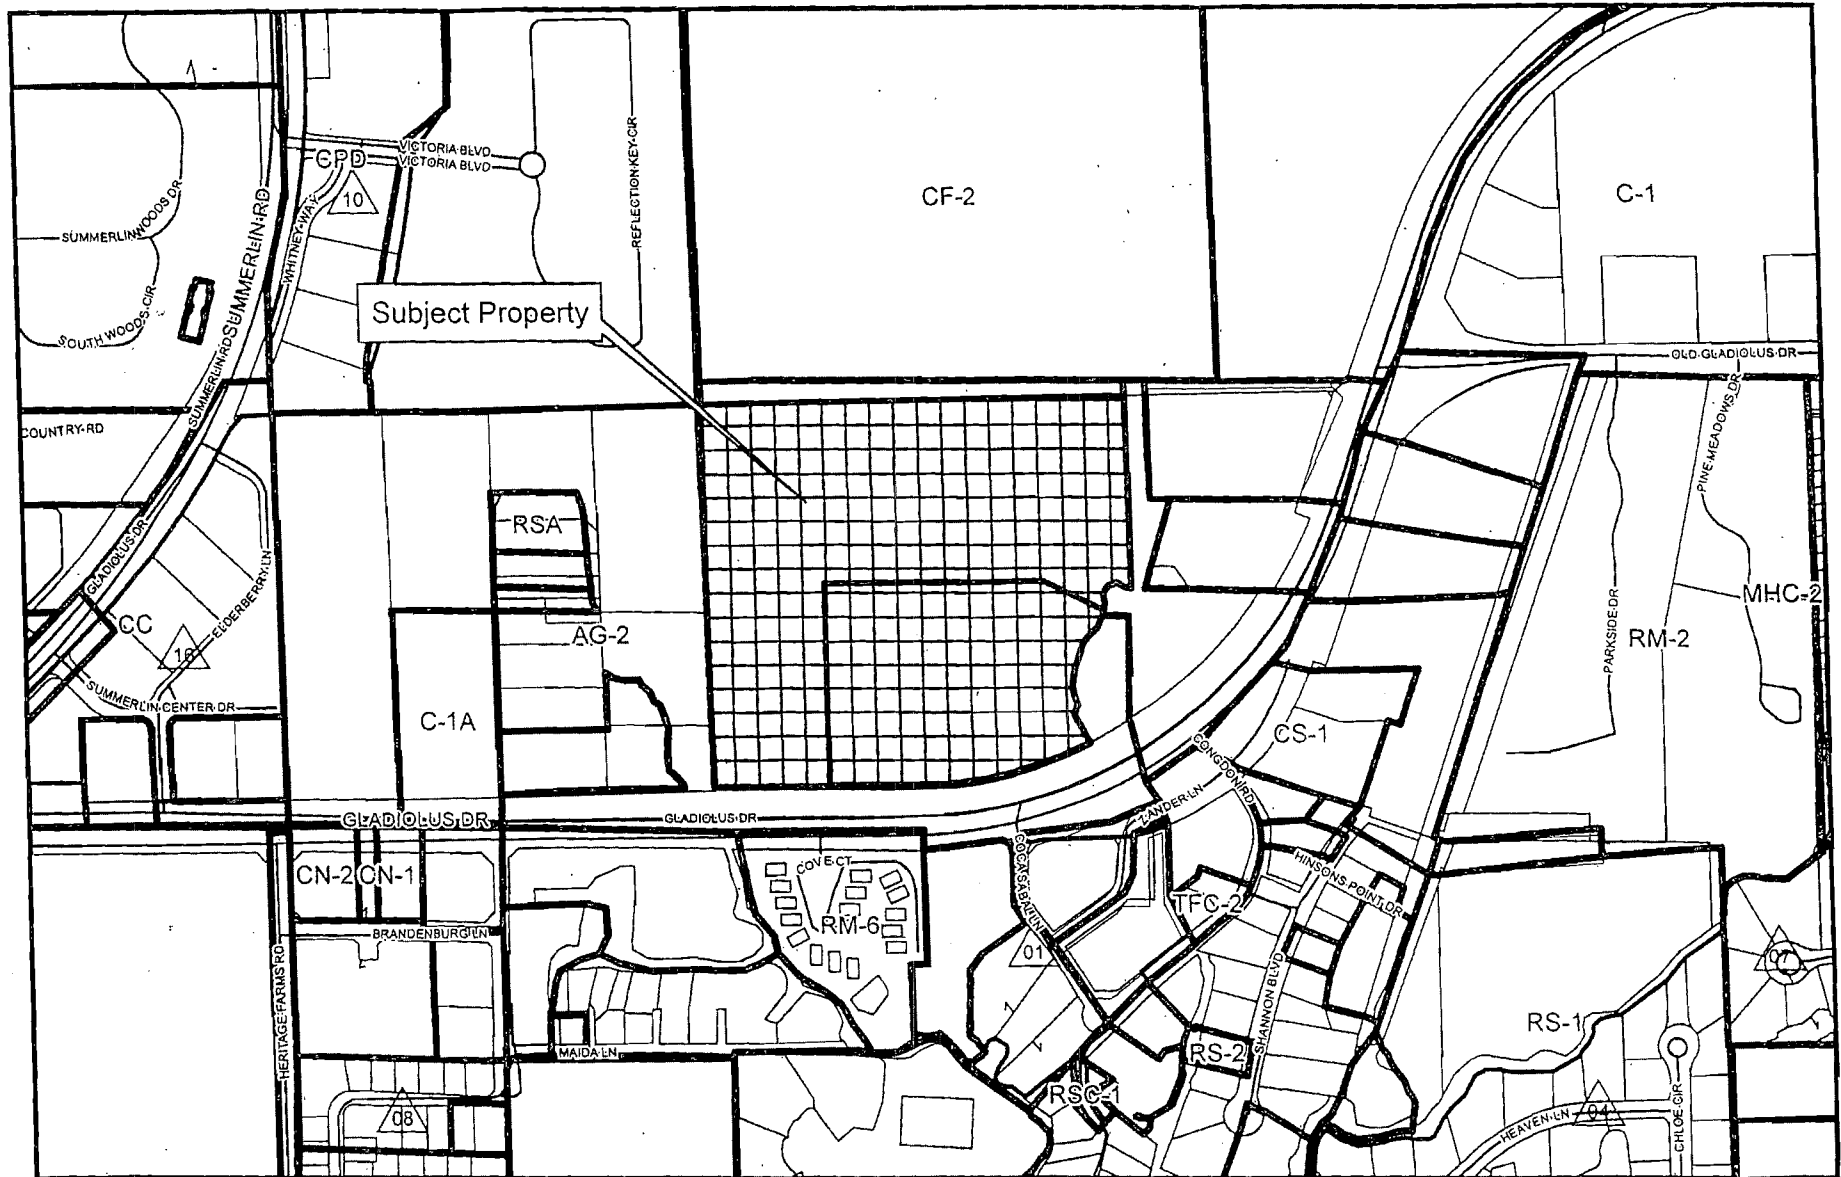 VICTORIA BLVD
VICTORIA BLVD
CPD
10
REFLECTION KEY CIR
CF-2
C-1
SUMMERLINWOODS DR
SUMMERLIN RD
WHITNEY WAY
SOUTH WOODS CIR
SUMMERLIN RD
Subject Property
OLD GLADIOLUS DR
PINE MEADOWS DR
SUMMERLIN RD
COUNTRY RD
RSA
GLADIOLUS DR
ELDERBERRY LN
CC
16
AG-2
PARKSIDE DR
MHC-2
RM-2
SUMMERLIN CENTER DR
C-1A
CS-1
CONGDON RD
ZANDER LN
GLADIOLUS DR
GLADIOLUS DR
COVE CT
HINSONS POINT DR
CN-2
CN-1
RM-6
TFC-2
BRANDENBURG LN
01
07
HERITAGE FARMS RD
SHANNON BLVD
RS-1
MAIDA LN
RS-2
RSC-1
08
HEAVEN LN
04
CHLOE CIR